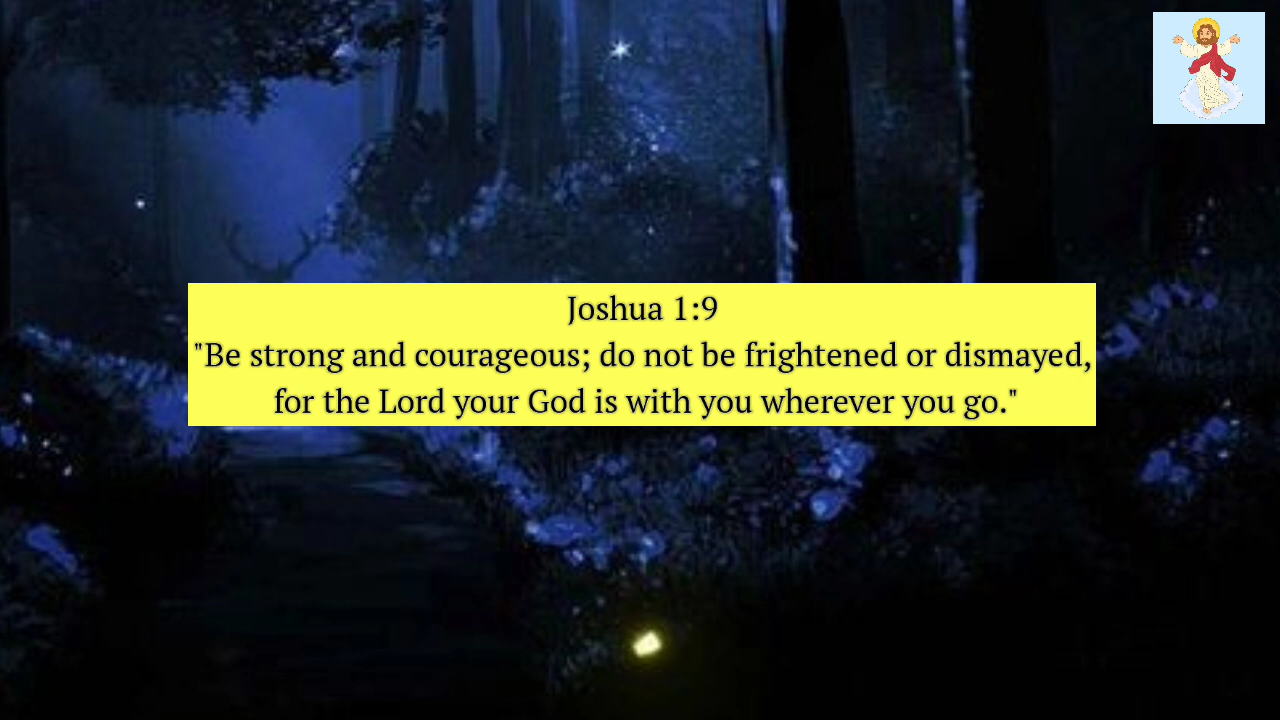 Joshua 1:9
"Be strong and courageous; do not be frightened or dismayed,
for the Lord your God is with you wherever you go."